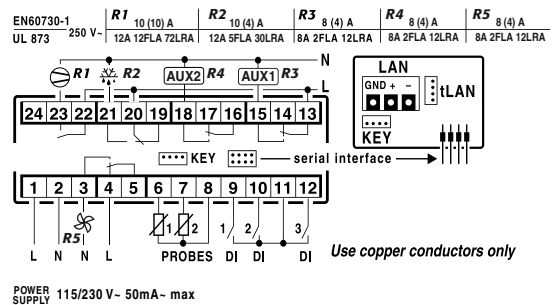 EN60730-1 250 V~ R1 10 (10) A R2 10 (4) A R3 8 (4) A R4 8 (4) A R5 8 (4) A
UL 873 12A 12FLA 72LRA 12A 5FLA 30LRA 8A 2FLA 12LRA 8A 2FLA 12LRA 8A 2FLA 12LRA
N
R1 R2 AUX2 R4 AUX1 R3
L
24 23 22 21 20 19 18 17 16 15 14 13
LAN
GND + -
tLAN
KEY
KEY serial interface
1 2 3 4 5 6 7 8 9 10 11 12
R5 1 2 1 2 3
L N N L PROBES DI DI DI
Use copper conductors only
POWER SUPPLY 115/230 V~ 50mA~ max